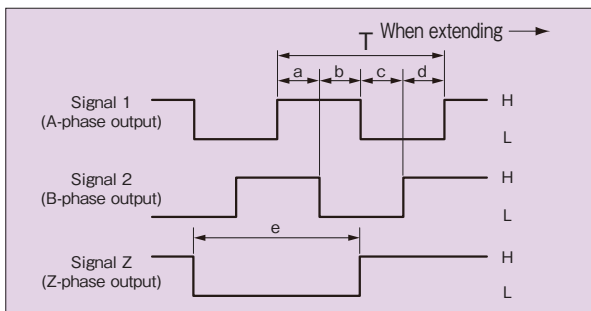 When extending
T
a b c d
Signal 1
(A-phase output)
H
L
Signal 2
(B-phase output)
H
L
e
Signal Z
(Z-phase output)
H
L